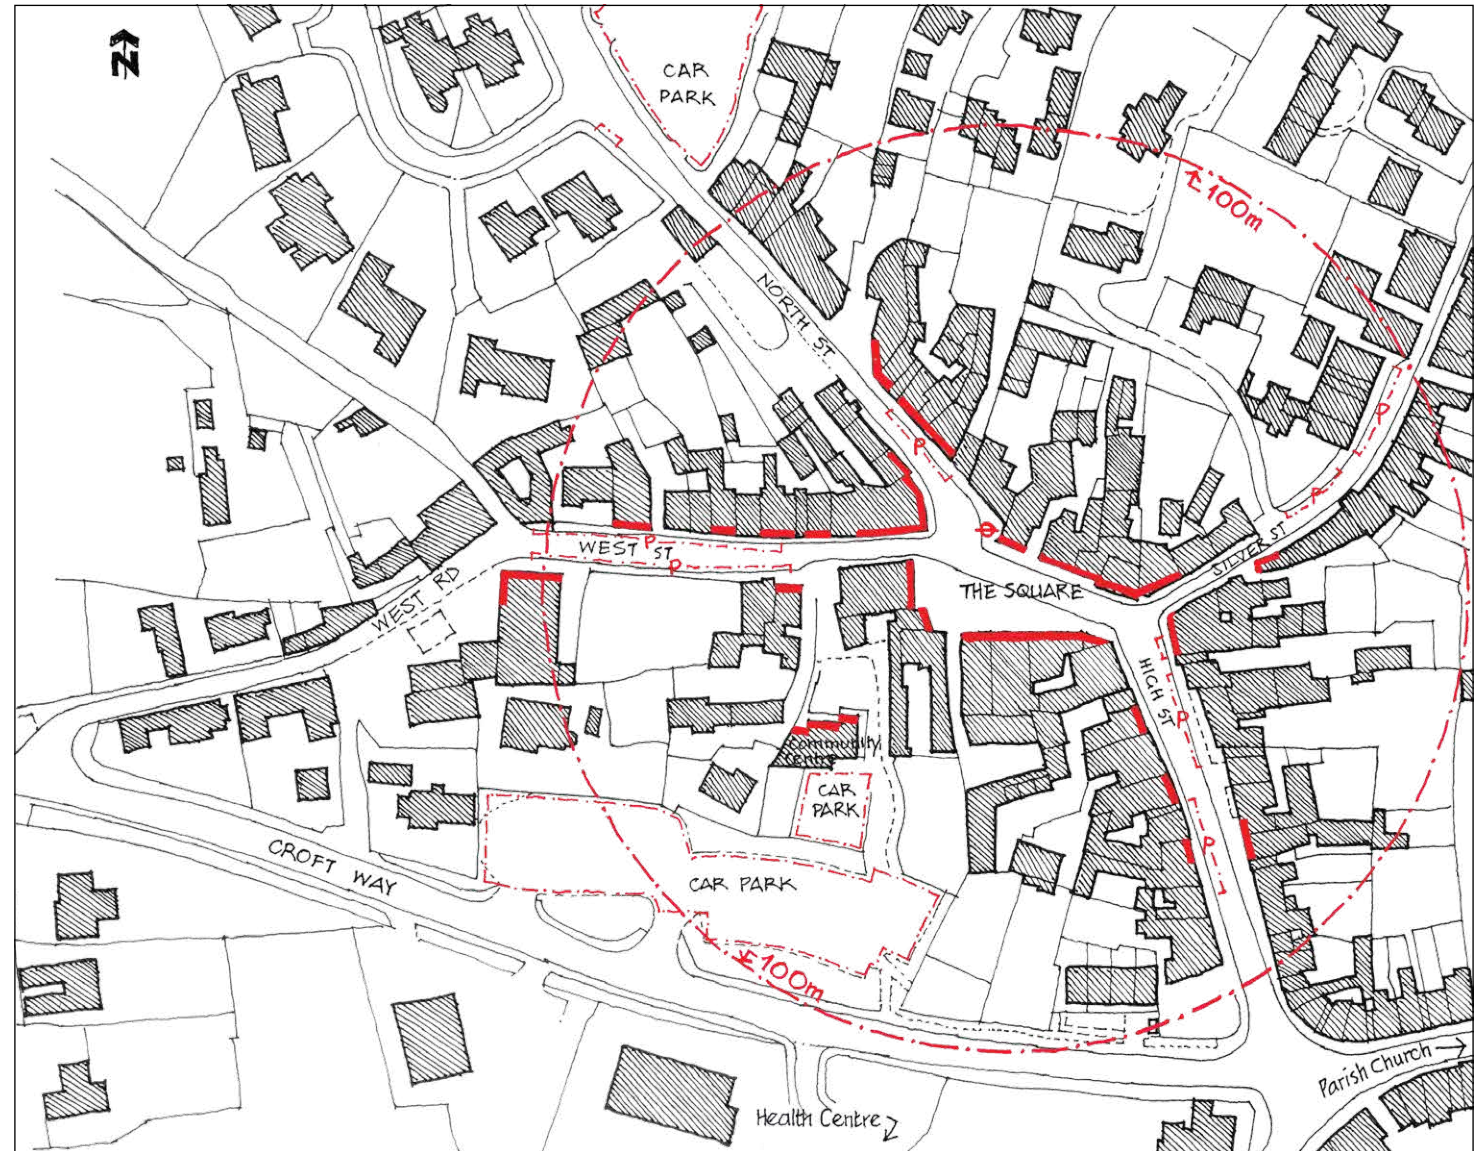 N
CAR
PARK
100m
NORTH ST
P
P
P
P
WEST ST
P
P
SILVER ST
THE SQUARE
WEST RD
HIGH ST
P
Community
Centre
CAR
PARK
P
CROFT WAY
CAR PARK
100m
Parish Church
Health Centre